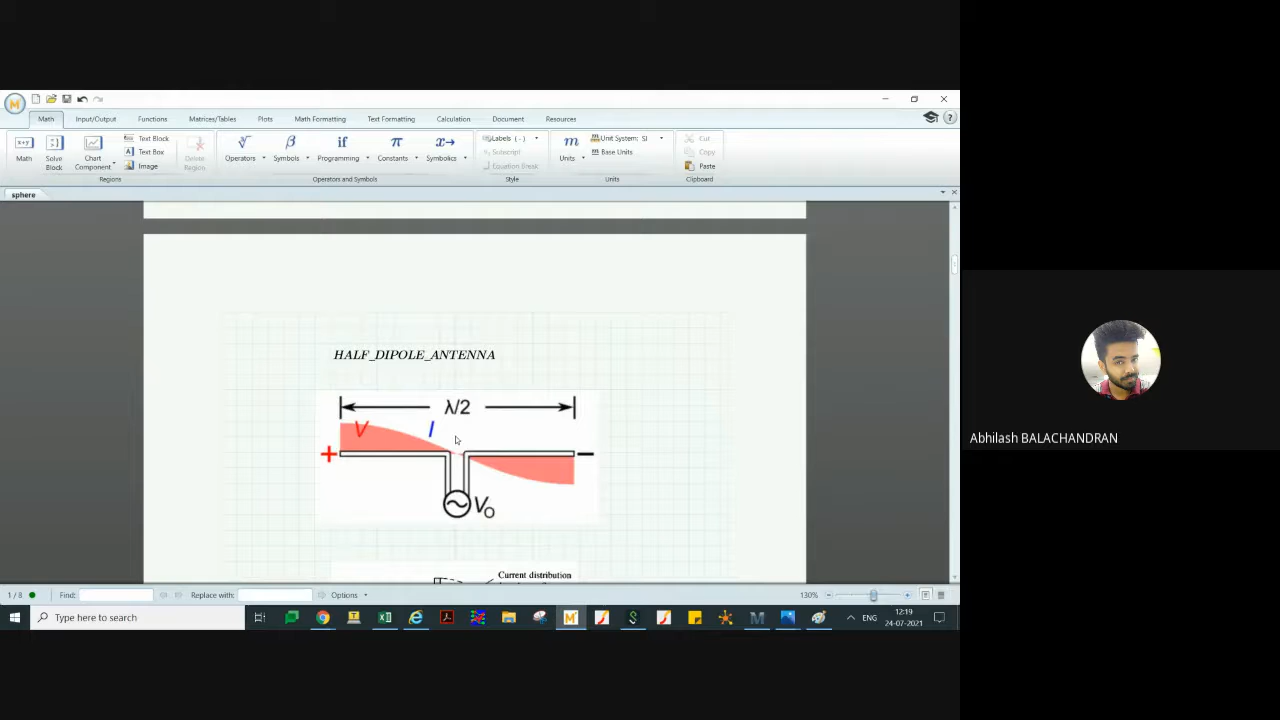 Math Input/Output Functions Matrices/Tables Plots Math Formatting Text Formatting Calculation Document Resources
Math
Solve Block
Chart Component
Text Block
Text Box
Image
Delete Region
Regions
Operators
Symbols
Programming
Constants
Symbolics
Operators and Symbols
Labels ( - )
Subscript
Equation Break
Style
m
Units
Unit System: SI
Base Units
Units
Cut
Copy
Paste
Clipboard
sphere
HALF_DIPOLE_ANTENNA
λ/2
V I
+ −
V₀
Current distribution
1 / 8 Find: Replace with: Options 130%
Type here to search
ENG
12:19
24-07-2021
Abhilash BALACHANDRAN